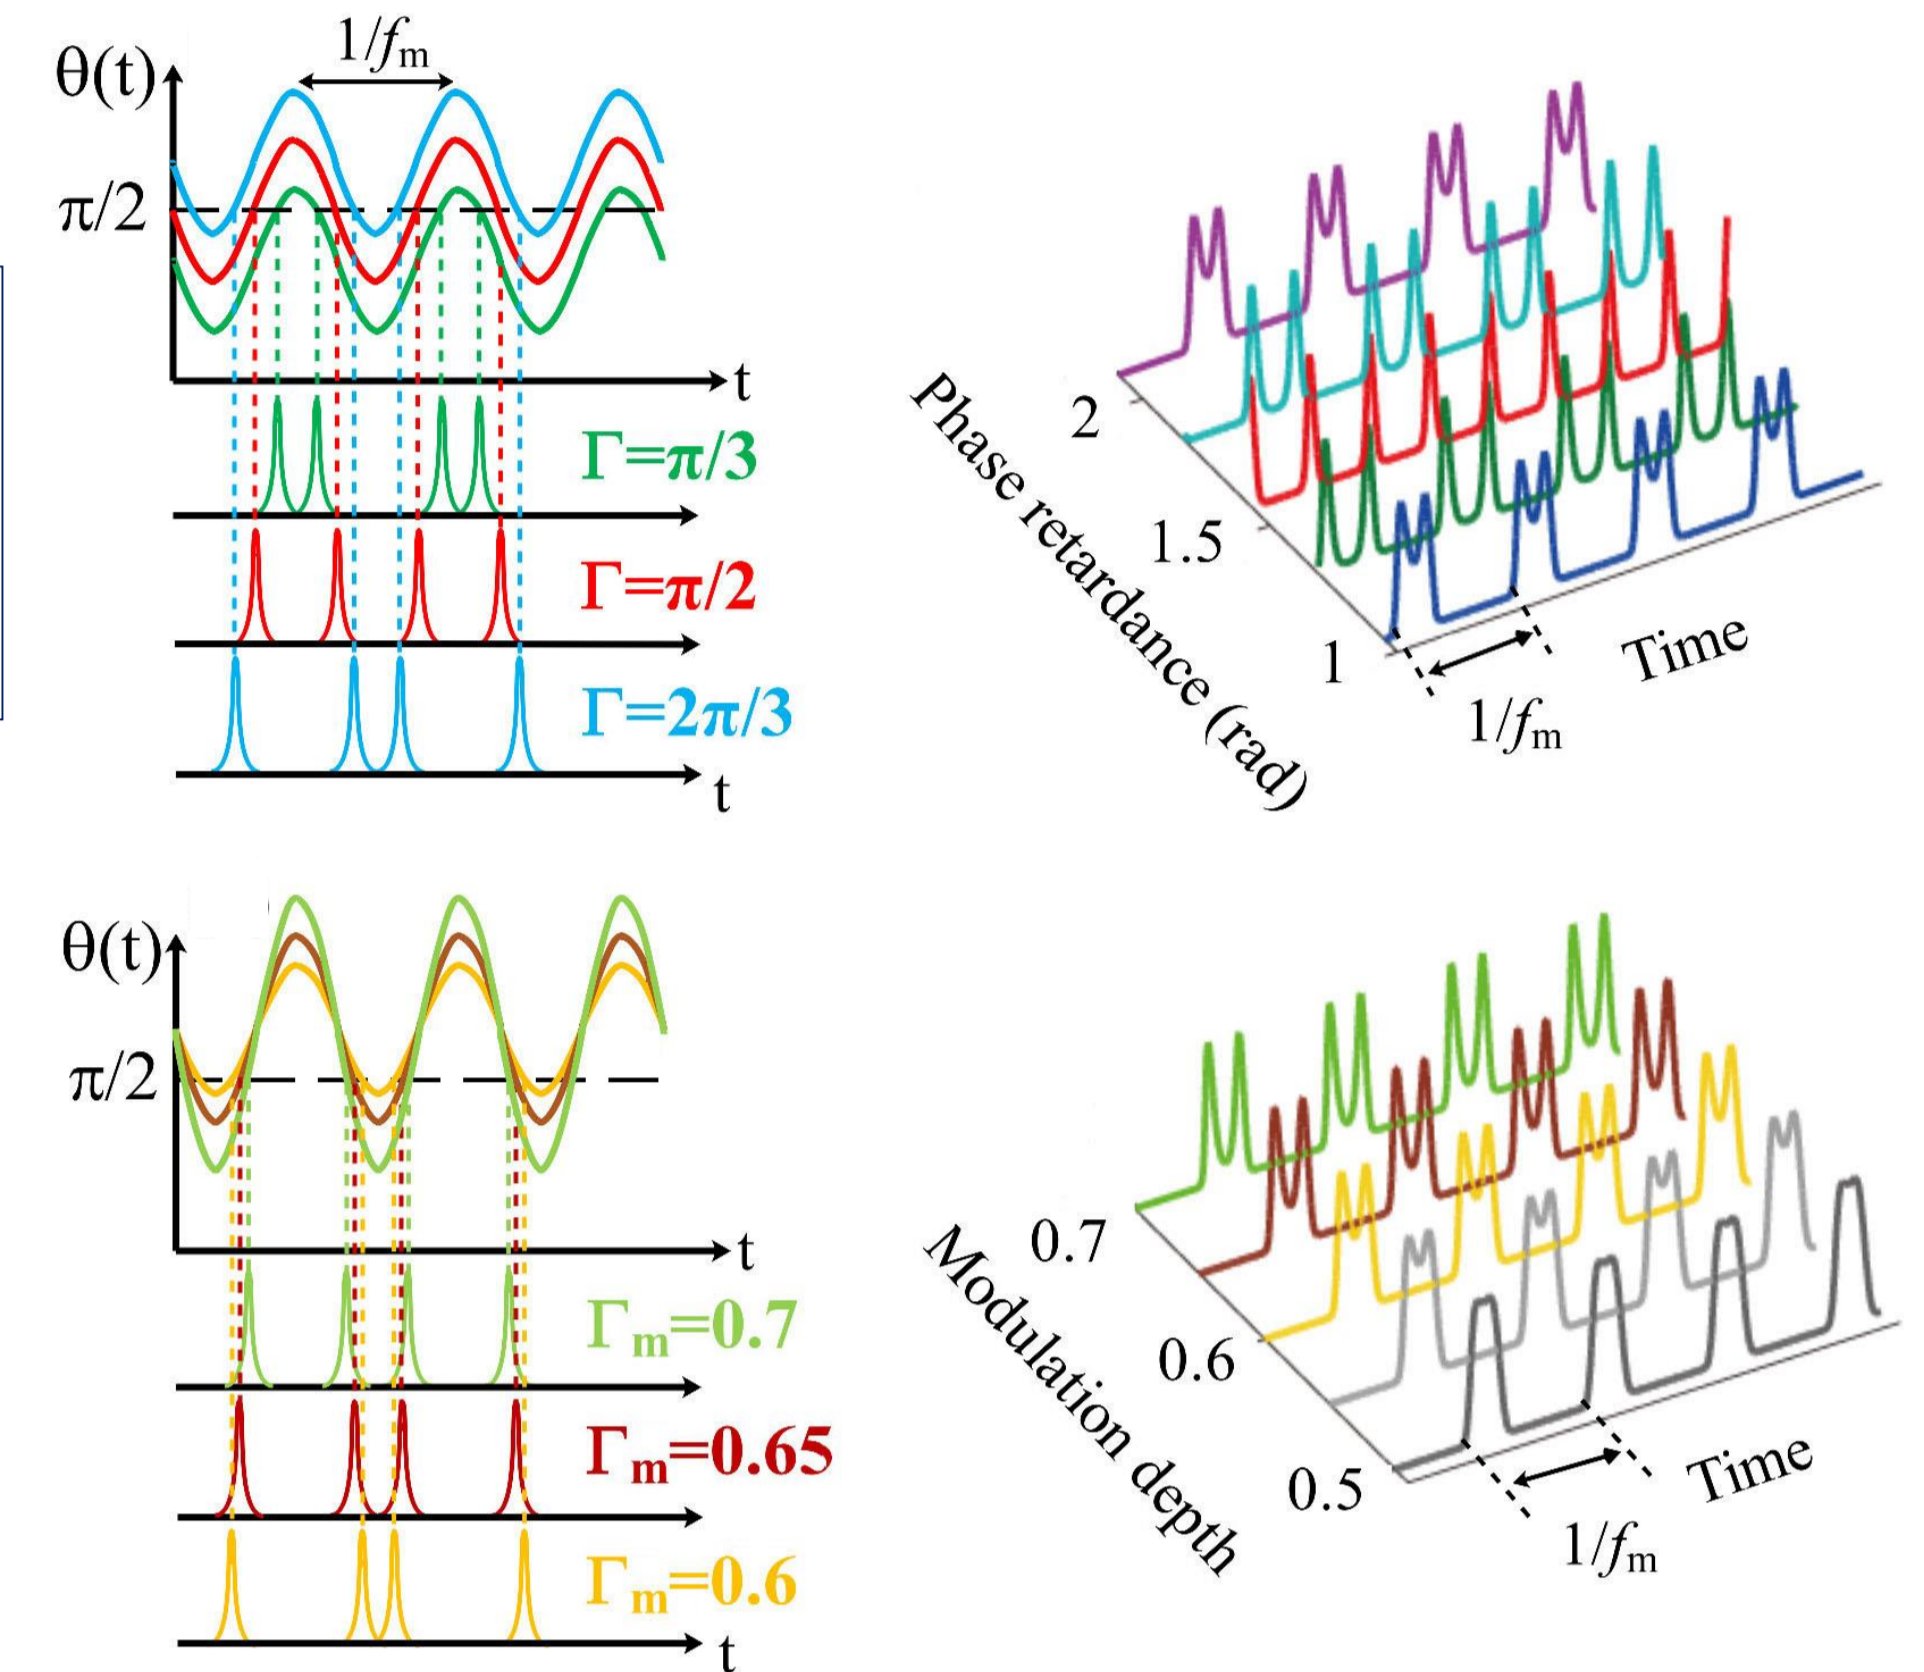 1/fm
θ(t)
π/2
t
Γ=π/3
Γ=π/2
Γ=2π/3
t
2
1.5
1
Phase retardance (rad)
Time
1/fm
θ(t)
π/2
t
Γm=0.7
Γm=0.65
Γm=0.6
t
0.7
0.6
0.5
Modulation depth
Time
1/fm